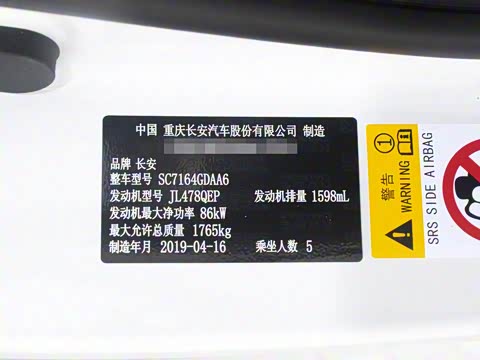 中国 重庆长安汽车股份有限公司 制造
品牌 长安
整车型号 SC7164GDAA6
发动机型号 JL478QEP 发动机排量 1598mL
发动机最大净功率 86kW
最大允许总质量 1765kg
制造年月 2019-04-16 乘坐人数 5
警告
WARNING
SRS SIDE AIRBAG